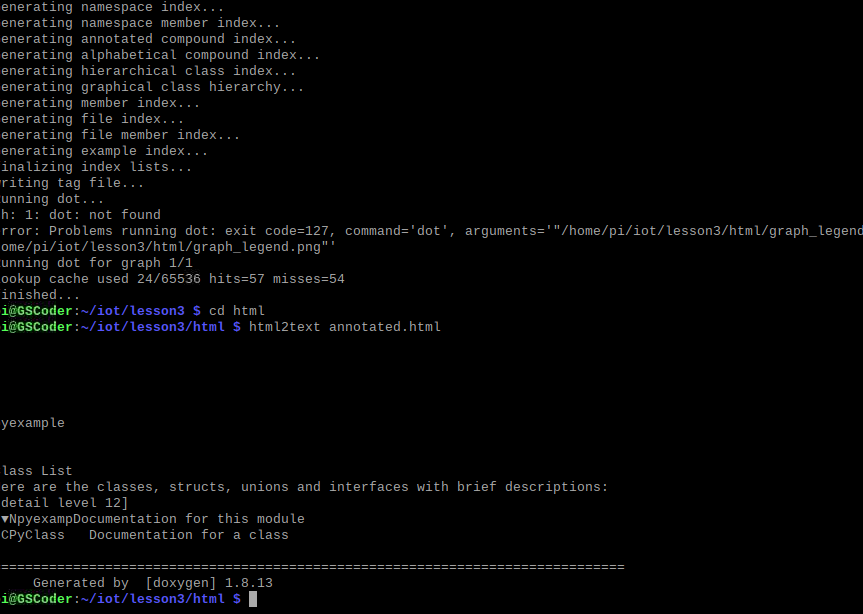 enerating namespace index...
enerating namespace member index...
enerating annotated compound index...
enerating alphabetical compound index...
enerating hierarchical class index...
enerating graphical class hierarchy...
enerating member index...
enerating file index...
enerating file member index...
enerating example index...
inalizing index lists...
riting tag file...
unning dot...
h: 1: dot: not found
rror: Problems running dot: exit code=127, command='dot', arguments='"/home/pi/iot/lesson3/html/graph_legend
ome/pi/iot/lesson3/html/graph_legend.png"'
unning dot for graph 1/1
ookup cache used 24/65536 hits=57 misses=54
inished...
i@GSCoder:~/iot/lesson3 $ cd html
i@GSCoder:~/iot/lesson3/html $ html2text annotated.html
yexample
lass List
ere are the classes, structs, unions and interfaces with brief descriptions:
detail level 12]
▼NpyexampDocumentation for this module
CPyClass   Documentation for a class
==============================================================================
Generated by  [doxygen] 1.8.13
i@GSCoder:~/iot/lesson3/html $